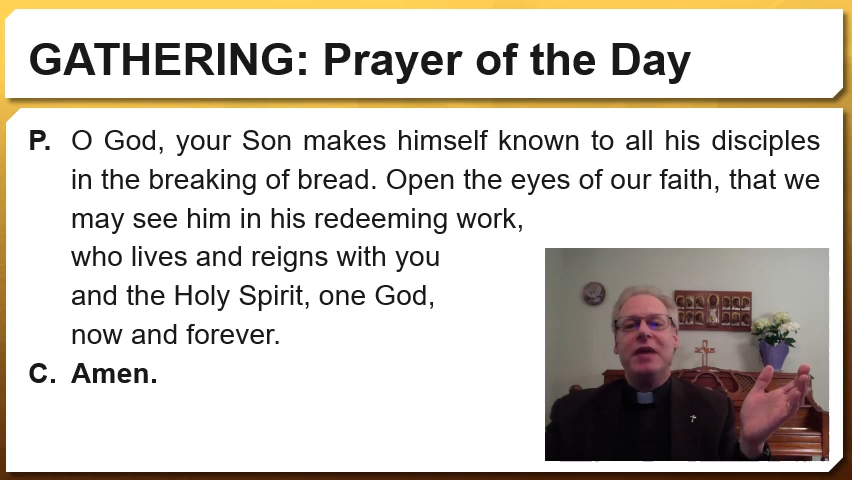 GATHERING: Prayer of the Day
P. O God, your Son makes himself known to all his disciples
in the breaking of bread. Open the eyes of our faith, that we
may see him in his redeeming work,
who lives and reigns with you
and the Holy Spirit, one God,
now and forever.
C. Amen.